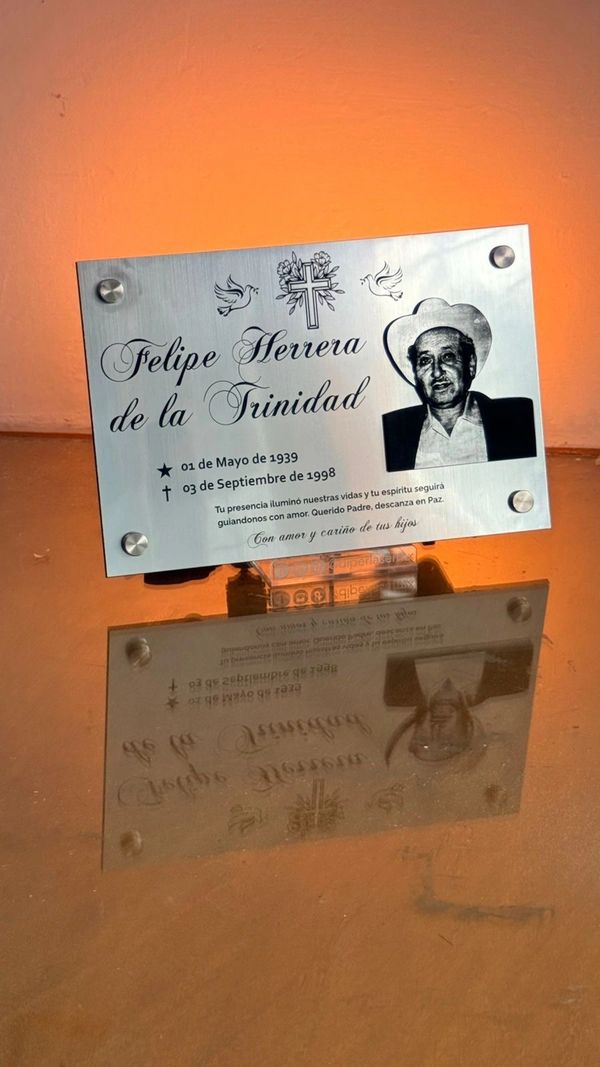 Felipe Herrera
de la Trinidad
01 de Mayo de 1939
03 de Septiembre de 1998
Tu presencia iluminó nuestras vidas y tu espíritu seguirá
guiandonos con amor. Querido Padre, descanza en Paz.
Con amor y cariño de tus hijos